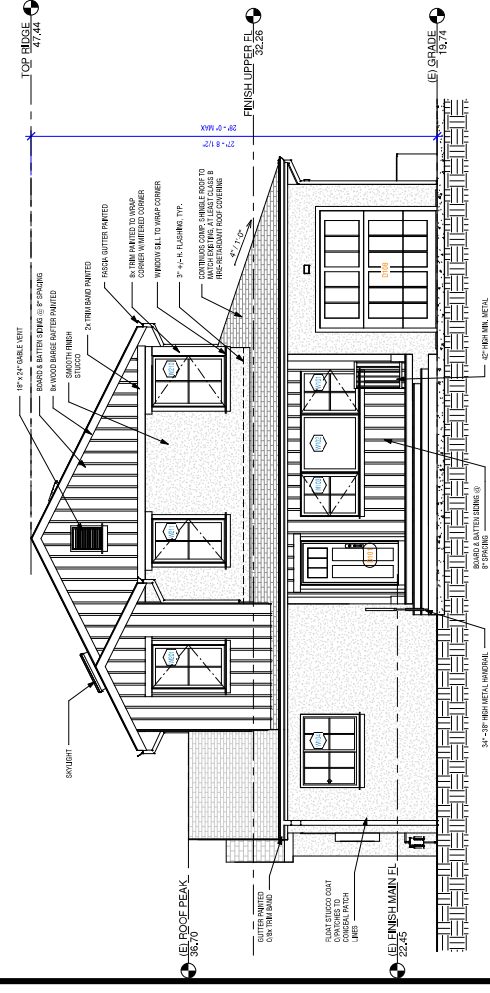 TOP RIDGE
47.44
FINISH UPPER FL
32.26
(E) GRADE
19.74
28' - 0" MAX
27' - 8 1/2"
18" x 24" GABLE VENT
BOARD & BATTEN SIDING @ 8" SPACING
8x WOOD BARGE RAFTER PAINTED
SMOOTH FINISH
STUCCO
2x TRIM BAND PAINTED
FASCIA GUTTER PAINTED
8x TRIM PAINTED TO WRAP
CORNER W/MITERED CORNER
WINDOW SILL TO WRAP CORNER
3" +/- H. FLASHING, TYP.
CONTINUOS COMP. SHINGLE ROOF TO
MATCH EXISTING, AT LEAST CLASS B
FIRE-RETARDANT ROOF COVERING
4" / 1'-0"
SKYLIGHT
D108
42" HIGH MIN. METAL
BOARD & BATTEN SIDING @
8" SPACING
34" -38" HIGH METAL HANDRAIL
GUTTER PAINTED
O/8x TRIM BAND
FLOAT STUCCO COAT
O/PATCHES TO
CONCEAL PATCH
LINES
(E) ROOF PEAK
36.70
(E) FINISH MAIN FL
22.45